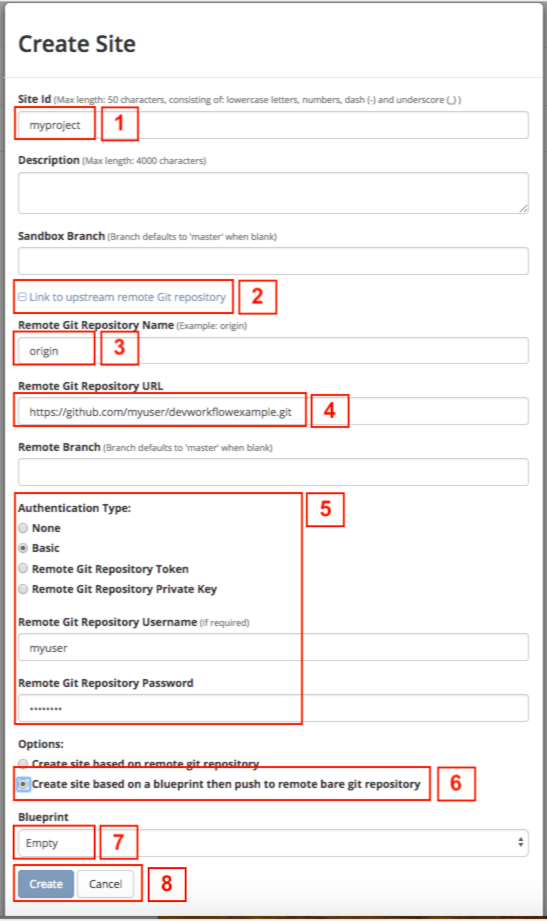 Create Site
Site Id (Max length: 50 characters, consisting of: lowercase letters, numbers, dash (-) and underscore (_) )
myproject 1
Description (Max length: 4000 characters)
Sandbox Branch (Branch defaults to 'master' when blank)
Link to upstream remote Git repository 2
Remote Git Repository Name (Example: origin)
origin 3
Remote Git Repository URL
https://github.com/myuser/devworkflowexample.git 4
Remote Branch (Branch defaults to 'master' when blank)
Authentication Type: 5
None
Basic
Remote Git Repository Token
Remote Git Repository Private Key
Remote Git Repository Username (if required)
myuser
Remote Git Repository Password
••••••••
Options:
Create site based on remote git repository
Create site based on a blueprint then push to remote bare git repository 6
Blueprint
Empty 7
Create Cancel 8